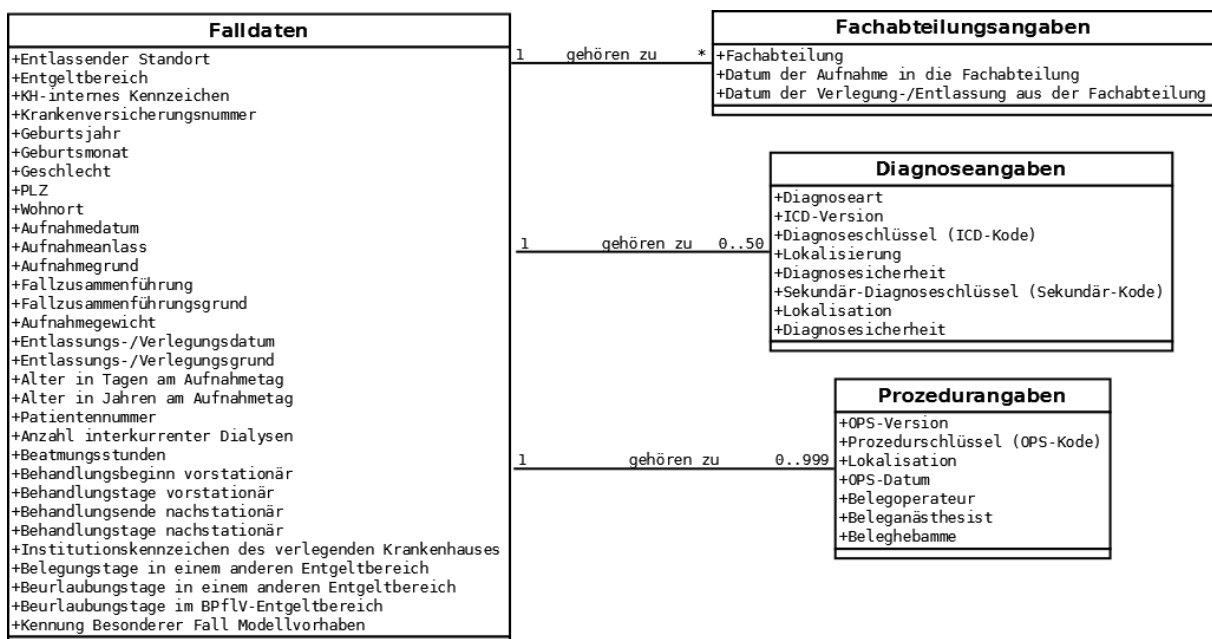 Falldaten
+Entlassender Standort
+Entgeltbereich
+KH-internes Kennzeichen
+Krankenversicherungsnummer
+Geburtsjahr
+Geburtsmonat
+Geschlecht
+PLZ
+Wohnort
+Aufnahmedatum
+Aufnahmeanlass
+Aufnahmegrund
+Fallzusammenführung
+Fallzusammenführungsgrund
+Aufnahmegewicht
+Entlassungs-/Verlegungsdatum
+Entlassungs-/Verlegungsgrund
+Alter in Tagen am Aufnahmetag
+Alter in Jahren am Aufnahmetag
+Patientennummer
+Anzahl interkurrenter Dialysen
+Beatmungsstunden
+Behandlungsbeginn vorstationär
+Behandlungstage vorstationär
+Behandlungsende nachstationär
+Behandlungstage nachstationär
+Institutionskennzeichen des verlegenden Krankenhauses
+Belegungstage in einem anderen Entgeltbereich
+Beurlaubungstage in einem anderen Entgeltbereich
+Beurlaubungstage im BPflV-Entgeltbereich
+Kennung Besonderer Fall Modellvorhaben
1 gehören zu *
Fachabteilungsangaben
+Fachabteilung
+Datum der Aufnahme in die Fachabteilung
+Datum der Verlegung-/Entlassung aus der Fachabteilung
1 gehören zu 0..50
Diagnoseangaben
+Diagnoseart
+ICD-Version
+Diagnoseschlüssel (ICD-Kode)
+Lokalisierung
+Diagnosesicherheit
+Sekundär-Diagnoseschlüssel (Sekundär-Kode)
+Lokalisation
+Diagnosesicherheit
1 gehören zu 0..999
Prozedurangaben
+OPS-Version
+Prozedurschlüssel (OPS-Kode)
+Lokalisation
+OPS-Datum
+Belegoperateur
+Beleganästhesist
+Beleghebamme